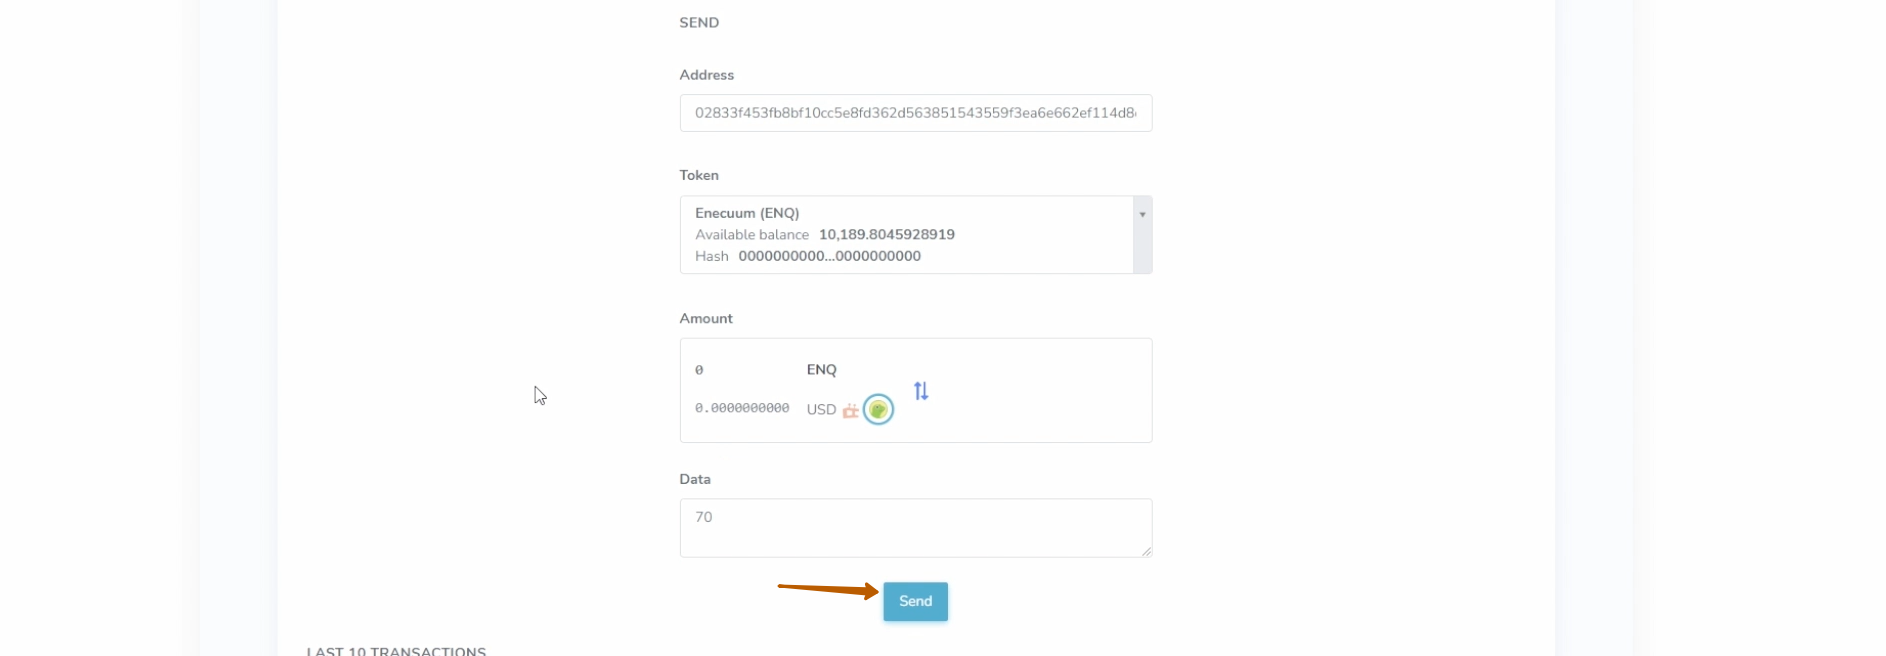 SEND
Address
02833f453fb8bf10cc5e8fd362d563851543559f3ea6e662ef114d8
Token
Enecuum (ENQ)
Available balance 10,189.8045928919
Hash 0000000000...0000000000
Amount
0 ENQ
0.0000000000 USD
Data
70
Send
LAST 10 TRANSACTIONS